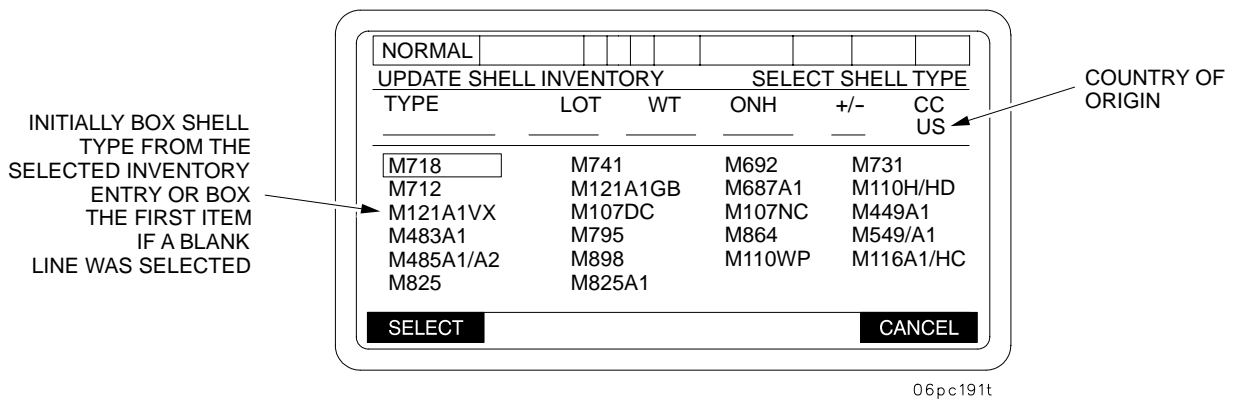 NORMAL
UPDATE SHELL INVENTORY SELECT SHELL TYPE
TYPE LOT WT ONH +/- CC
US
M718 M741 M692 M731
M712 M121A1GB M687A1 M110H/HD
M121A1VX M107DC M107NC M449A1
M483A1 M795 M864 M549/A1
M485A1/A2 M898 M110WP M116A1/HC
M825 M825A1
SELECT CANCEL
INITIALLY BOX SHELL
TYPE FROM THE
SELECTED INVENTORY
ENTRY OR BOX
THE FIRST ITEM
IF A BLANK
LINE WAS SELECTED
COUNTRY OF
ORIGIN
06pc191t